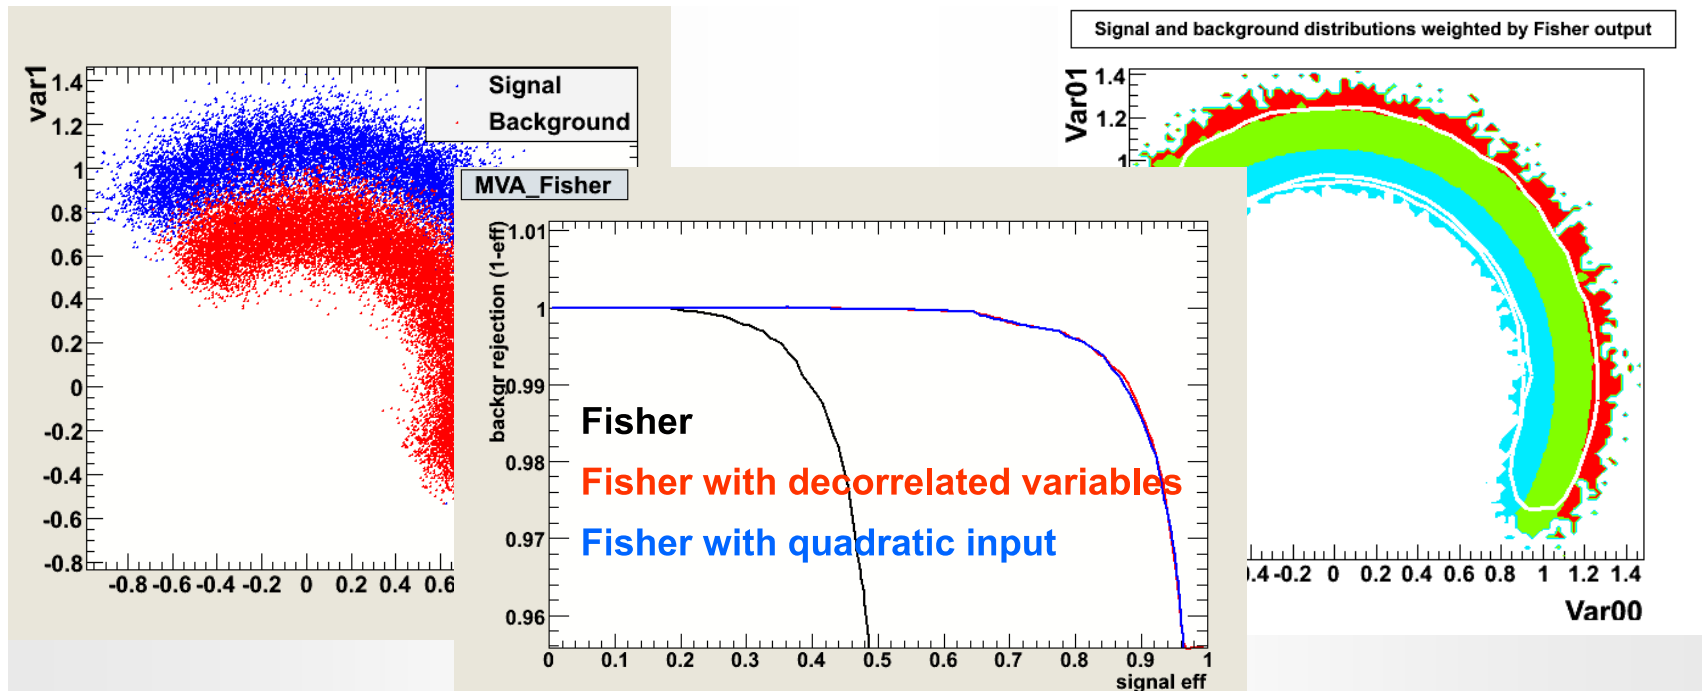 Signal and background distributions weighted by Fisher output
var1
Signal
Background
1.4
1.2
1
0.8
0.6
0.4
0.2
0
-0.2
-0.4
-0.6
-0.8
-0.8 -0.6 -0.4 -0.2 0 0.2 0.4 0.6
MVA_Fisher
backgr rejection (1-eff)
1.01
1
0.99
0.98
0.97
0.96
Fisher
Fisher with decorrelated variables
Fisher with quadratic input
0 0.1 0.2 0.3 0.4 0.5 0.6 0.7 0.8 0.9 1
signal eff
Var01
1.4
1.2
1
.4 -0.2 0 0.2 0.4 0.6 0.8 1 1.2 1.4
Var00